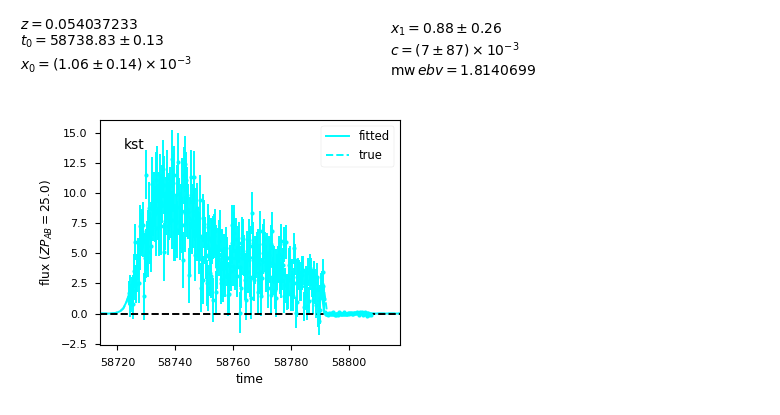 z = 0.054037233
t₀ = 58738.83 ± 0.13
x₀ = (1.06 ± 0.14) × 10⁻³
x₁ = 0.88 ± 0.26
c = (7 ± 87) × 10⁻³
mw ebv = 1.8140699
kst
fitted
true
flux (ZP_AB = 25.0)
15.0
12.5
10.0
7.5
5.0
2.5
0.0
−2.5
58720 58740 58760 58780 58800
time